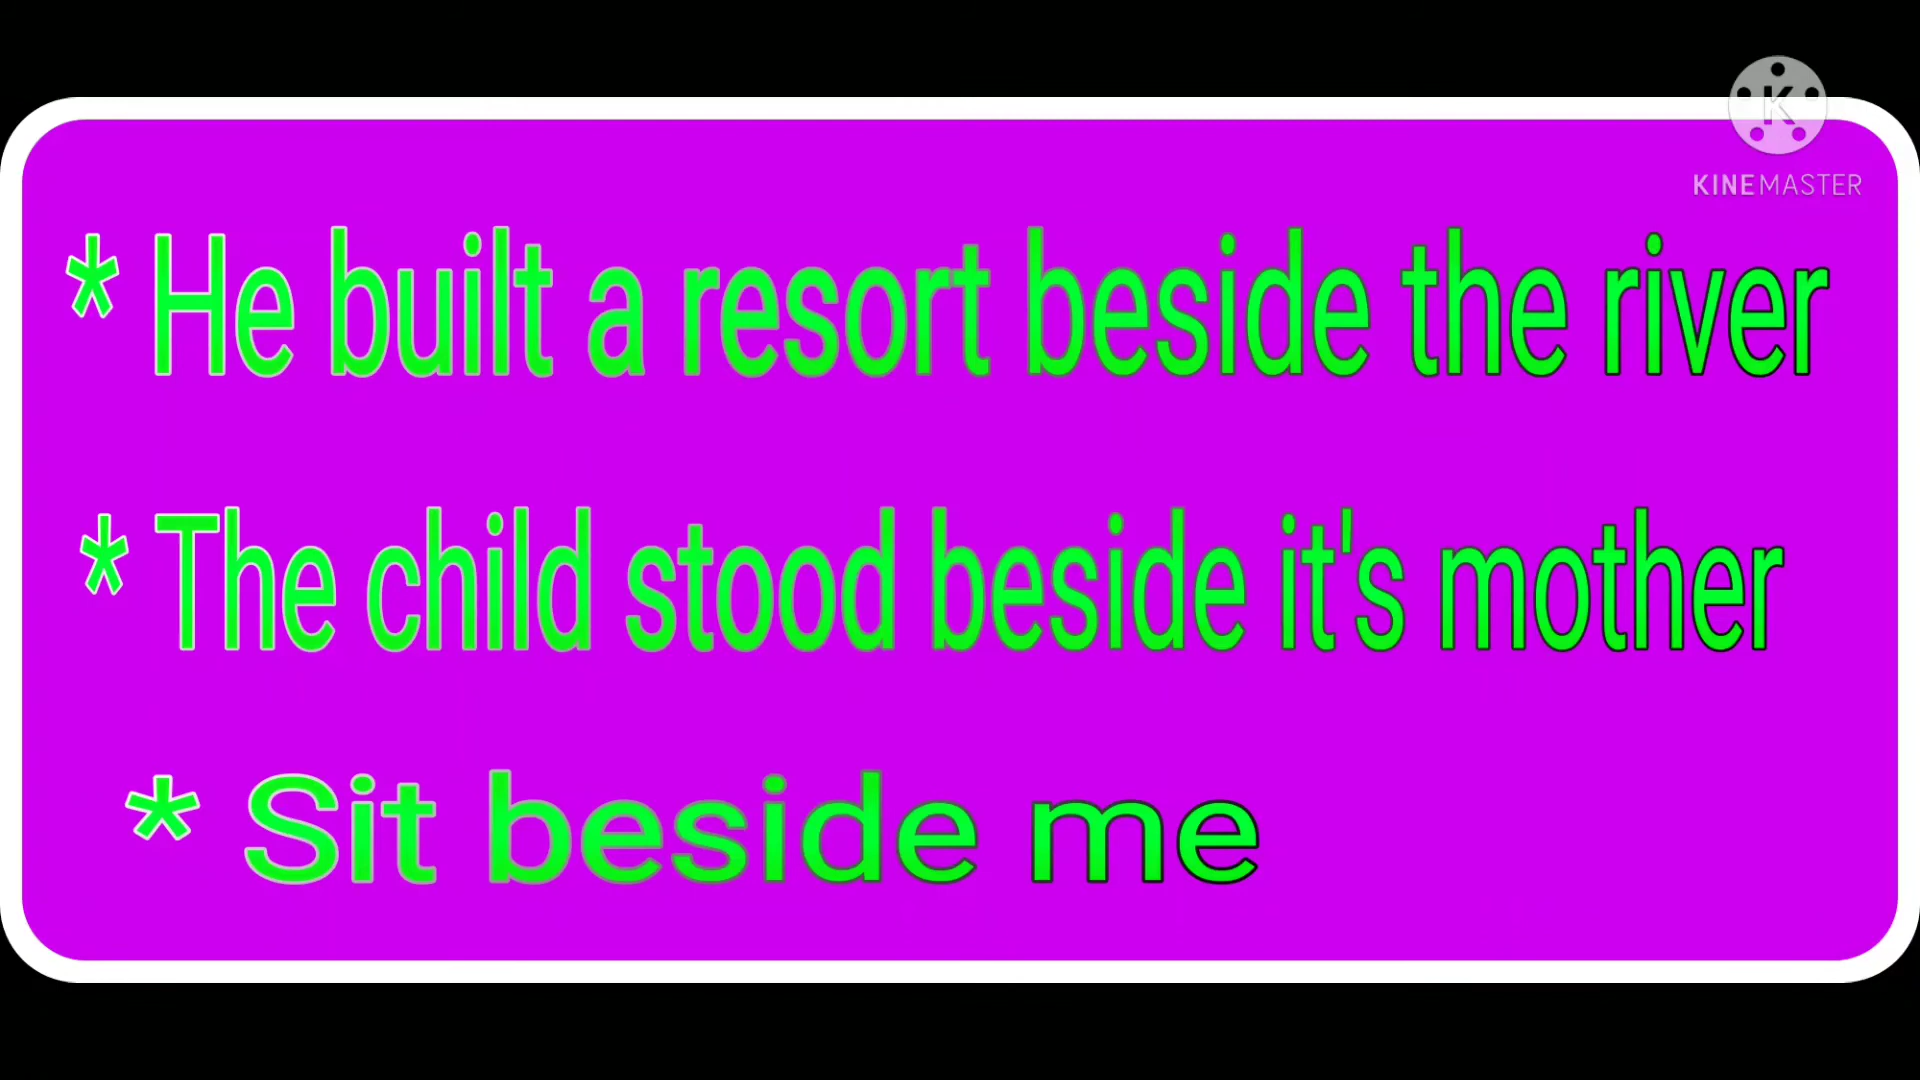 KINEMASTER
* He built a resort beside the river
* The child stood beside it's mother
* Sit beside me